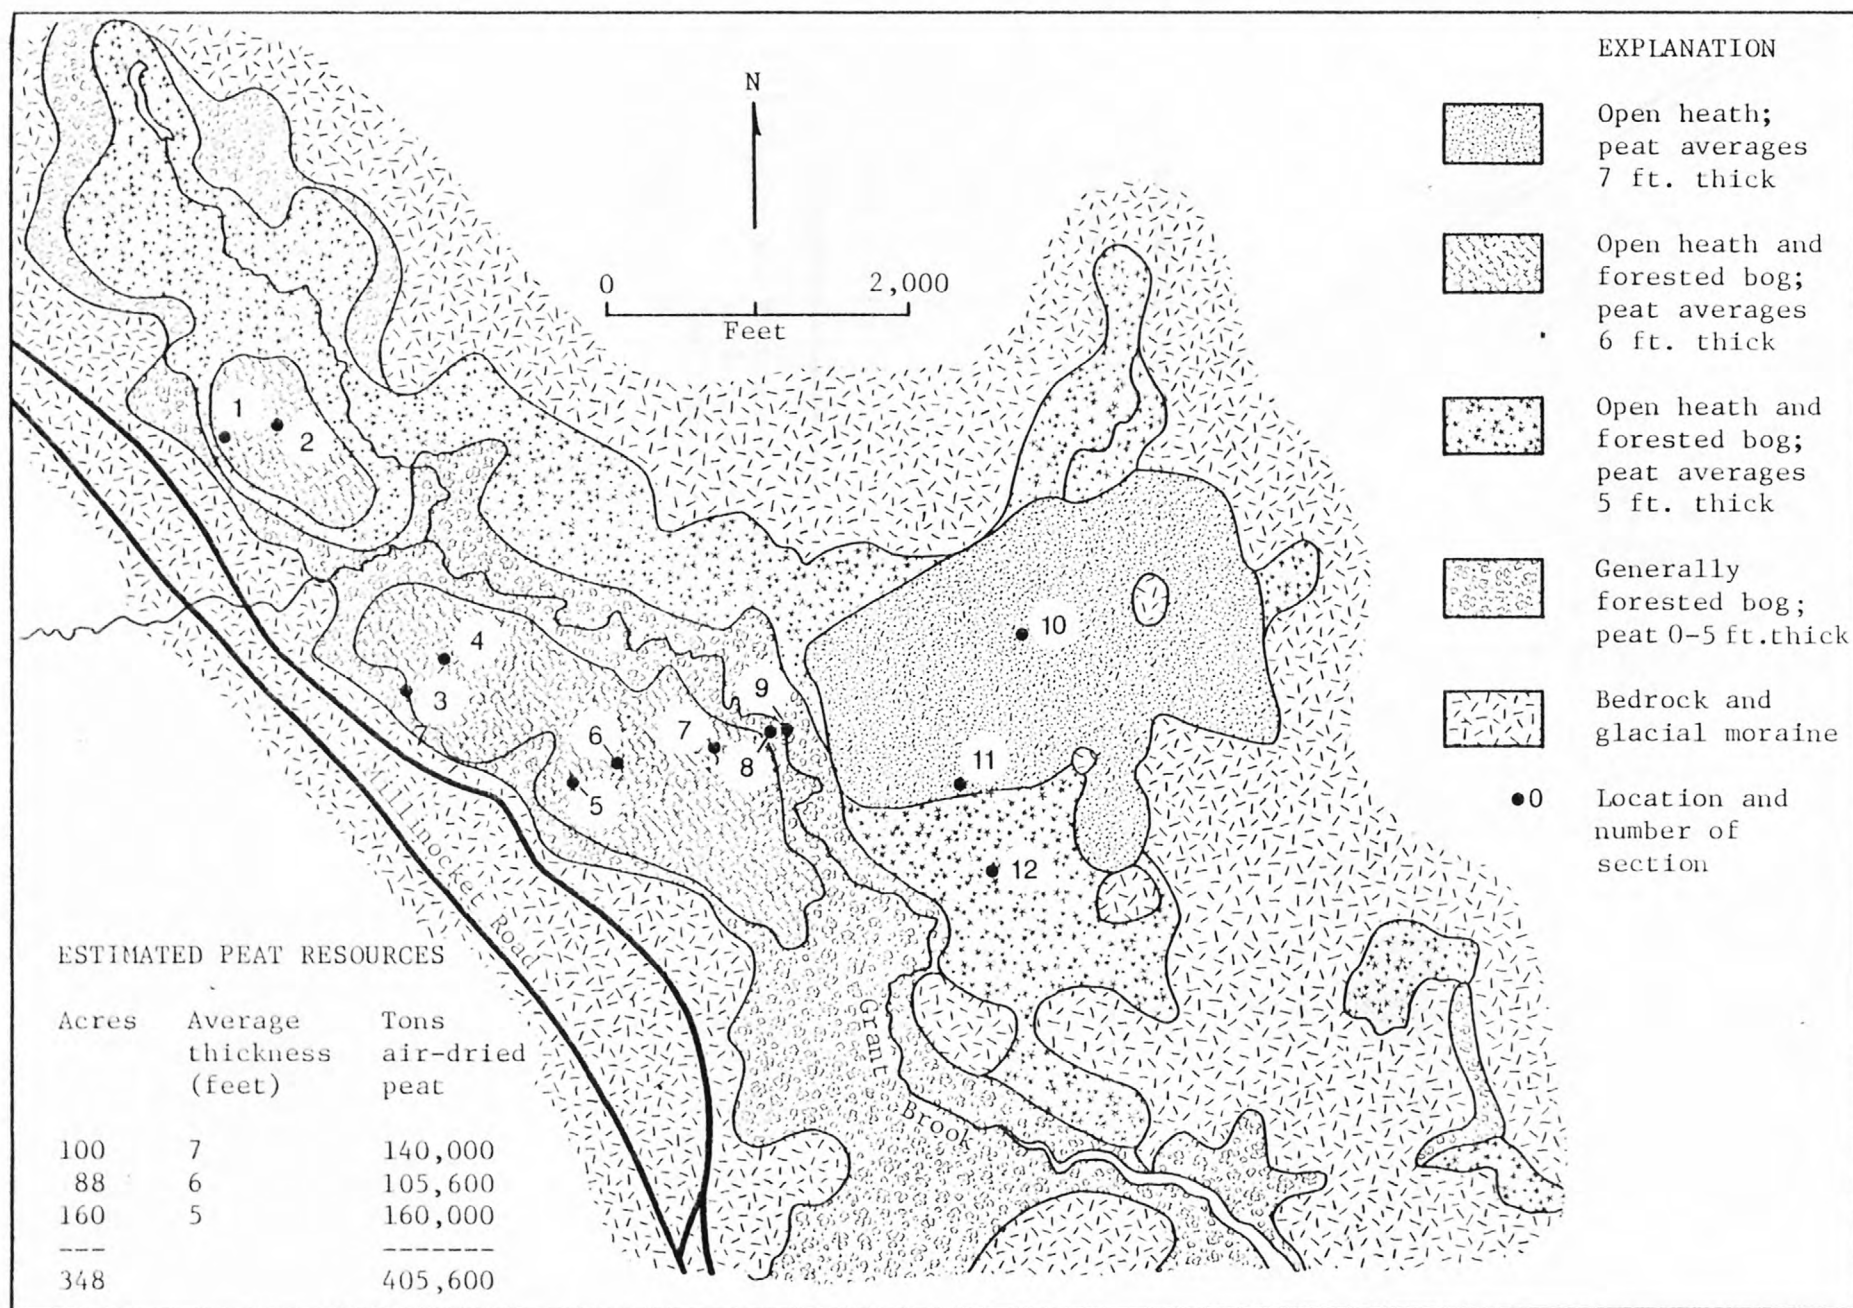 N
0 2,000
Feet
1
2
3
4
5
6
7
7
8
9
10
11
12
Millinocket Road
Grant Brook
EXPLANATION
Open heath;
peat averages
7 ft. thick
Open heath and
forested bog;
peat averages
6 ft. thick
Open heath and
forested bog;
peat averages
5 ft. thick
Generally
forested bog;
peat 0-5 ft. thick
Bedrock and
glacial moraine
0 Location and
number of
section
ESTIMATED PEAT RESOURCES
Acres Average Tons
thickness air-dried
(feet) peat
100 7 140,000
88 6 105,600
160 5 160,000
--- -------
348 405,600